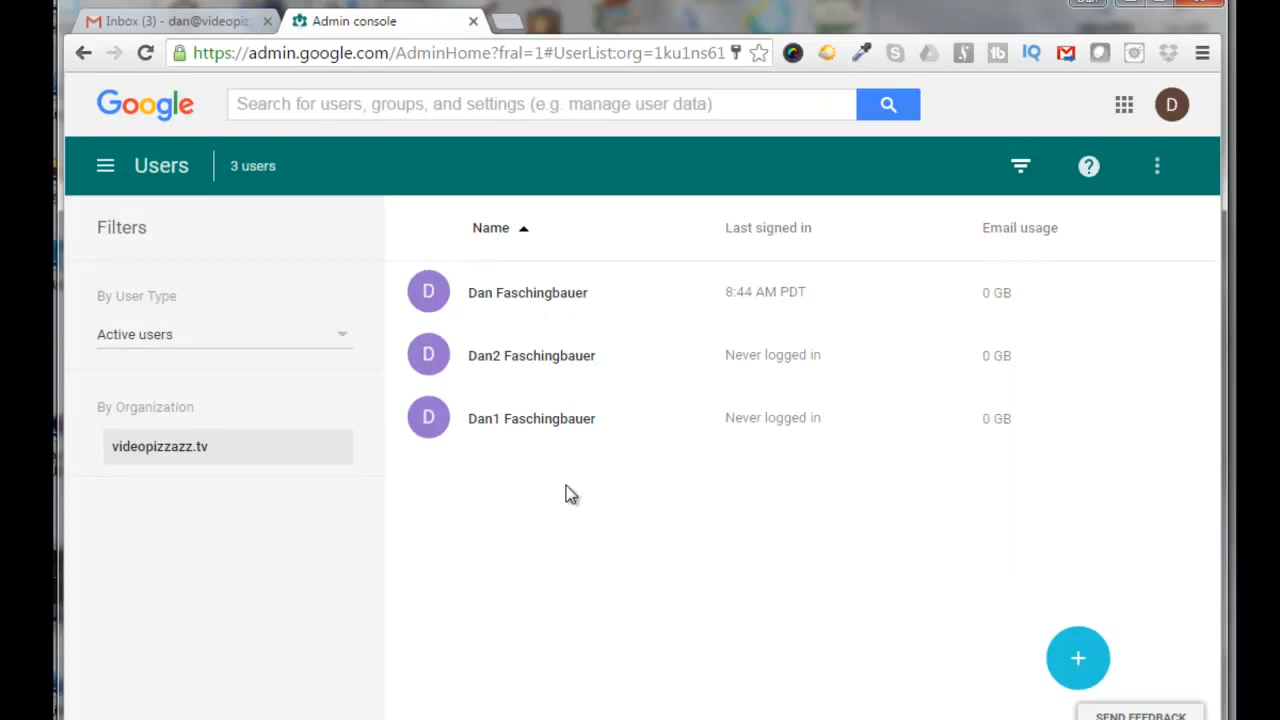 Inbox (3) - dan@videopiz
Admin console
https://admin.google.com/AdminHome?fral=1#UserList:org=1ku1ns61
Google
Search for users, groups, and settings (e.g. manage user data)
D
Users
3 users
Filters
Name
Last signed in
Email usage
By User Type
Active users
D
Dan Faschingbauer
8:44 AM PDT
0 GB
D
Dan2 Faschingbauer
Never logged in
0 GB
By Organization
videopizzazz.tv
D
Dan1 Faschingbauer
Never logged in
0 GB
SEND FEEDBACK